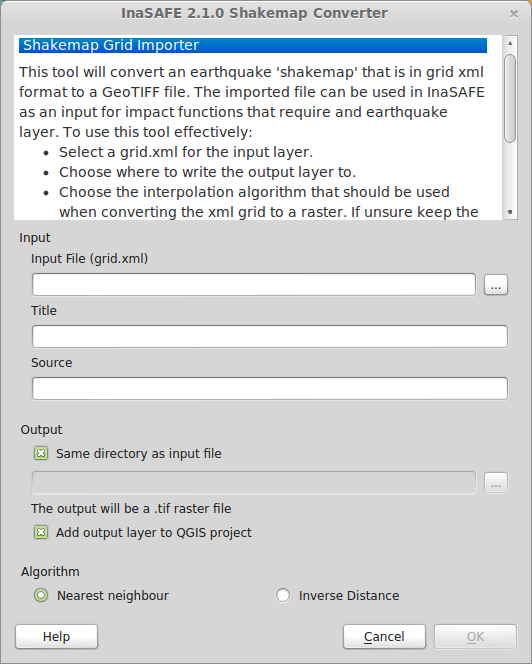 InaSAFE 2.1.0 Shakemap Converter
Shakemap Grid Importer
This tool will convert an earthquake 'shakemap' that is in grid xml
format to a GeoTIFF file. The imported file can be used in InaSAFE
as an input for impact functions that require and earthquake
layer. To use this tool effectively:
• Select a grid.xml for the input layer.
• Choose where to write the output layer to.
• Choose the interpolation algorithm that should be used
when converting the xml grid to a raster. If unsure keep the
Input
Input File (grid.xml)
...
Title
Source
Output
Same directory as input file
...
The output will be a .tif raster file
Add output layer to QGIS project
Algorithm
Nearest neighbour Inverse Distance
Help Cancel OK